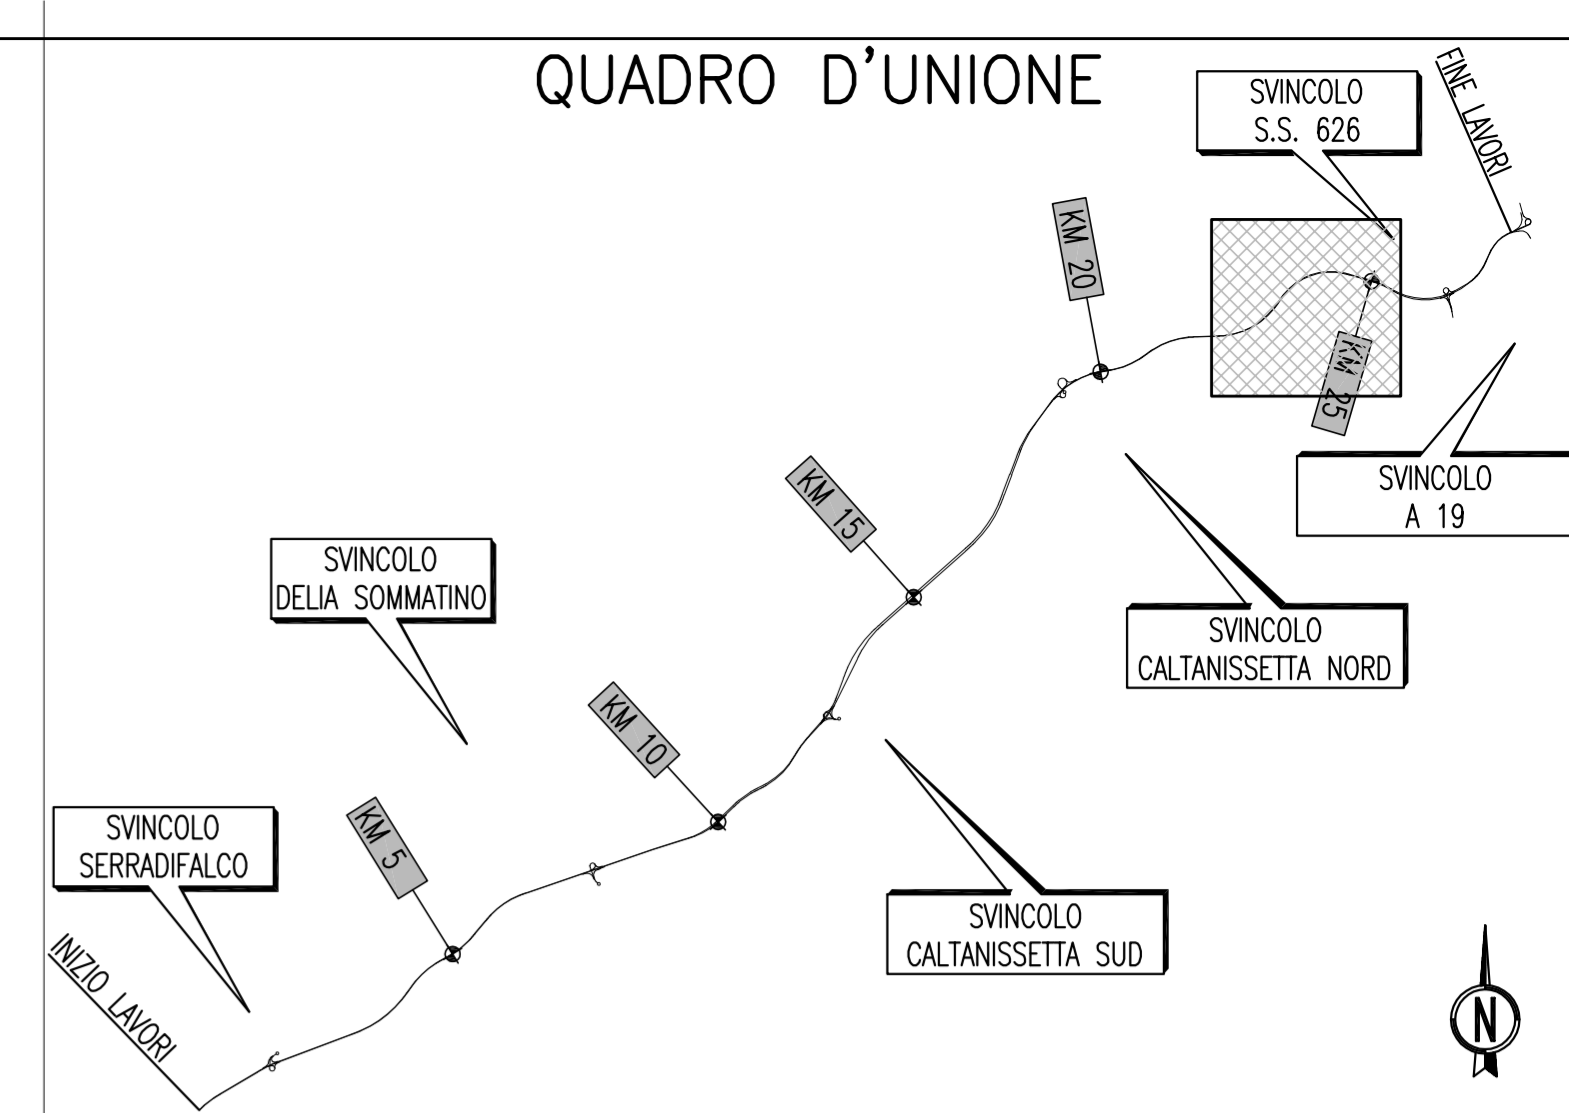 QUADRO D'UNIONE
SVINCOLO
S.S. 626
FINE LAVORI
KM 20
KM 25
SVINCOLO
A 19
KM 15
SVINCOLO
DELIA SOMMATINO
SVINCOLO
CALTANISSETTA NORD
KM 10
SVINCOLO
SERRADIFALCO
KM 5
SVINCOLO
CALTANISSETTA SUD
INIZIO LAVORI
N